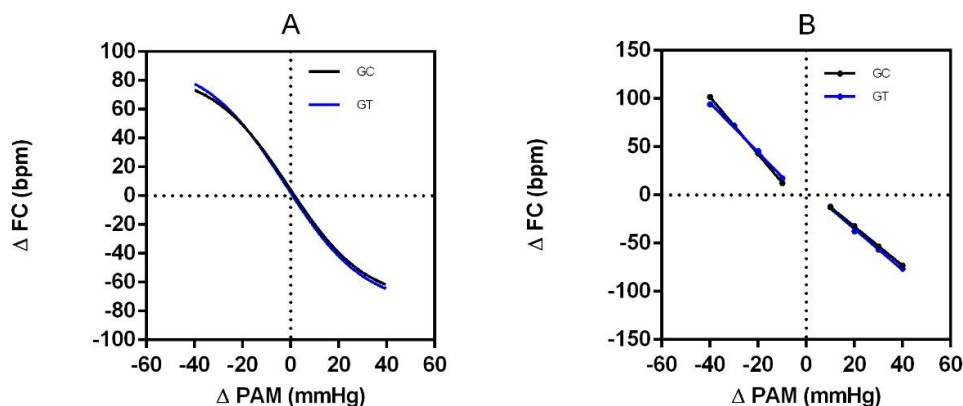 A
Δ FC (bpm)
100
80
60
40
20
0
-20
-40
-60
-80
-100
GC
GT
-60 -40 -20 0 20 40 60
Δ PAM (mmHg)
B
Δ FC (bpm)
150
100
50
0
-50
-100
-150
GC
GT
-60 -40 -20 0 20 40 60
Δ PAM (mmHg)